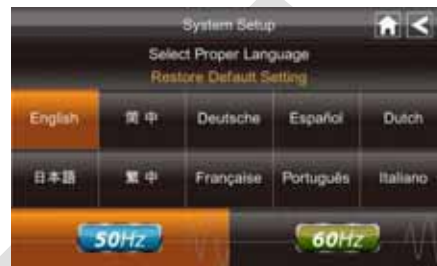 System Setup
Select Proper Language
Restore Default Setting
English 简中 Deutsche Español Dutch
日本語 繁中 Française Português Italiano
50Hz 60Hz